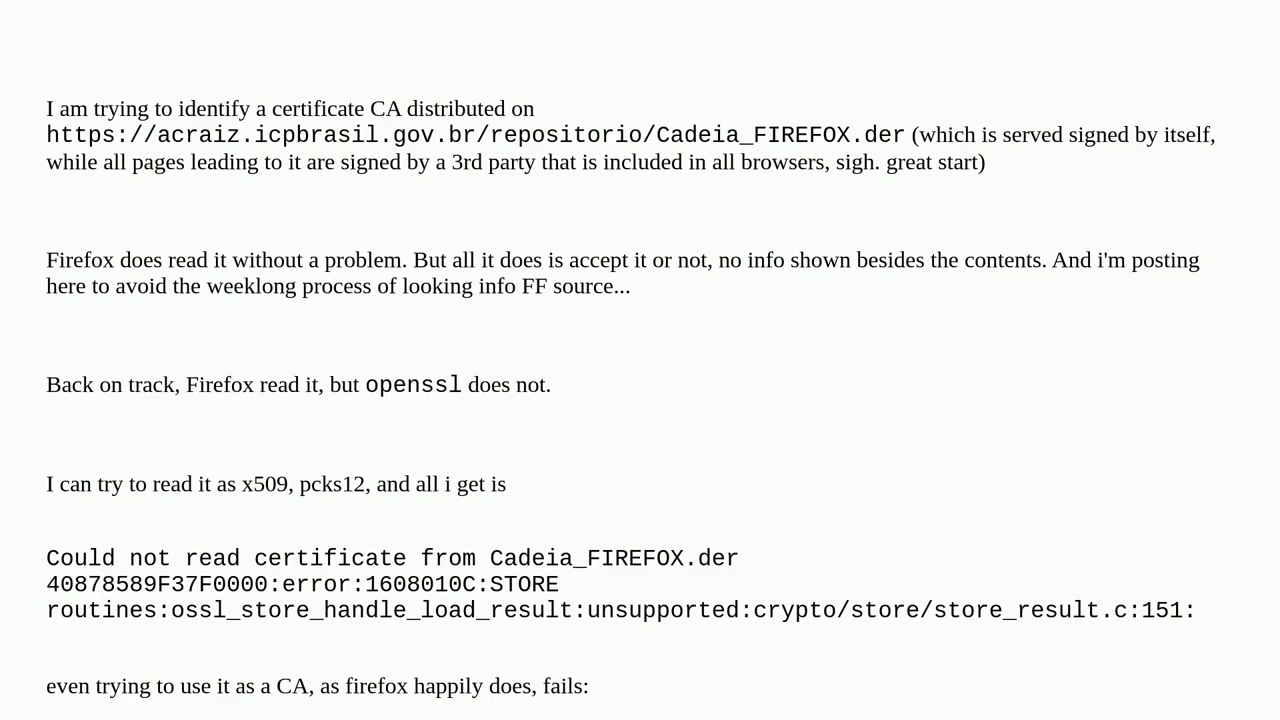 I am trying to identify a certificate CA distributed on
https://acraiz.icpbrasil.gov.br/repositorio/Cadeia_FIREFOX.der (which is served signed by itself,
while all pages leading to it are signed by a 3rd party that is included in all browsers, sigh. great start)
Firefox does read it without a problem. But all it does is accept it or not, no info shown besides the contents. And i'm posting
here to avoid the weeklong process of looking info FF source...
Back on track, Firefox read it, but openssl does not.
I can try to read it as x509, pcks12, and all i get is
Could not read certificate from Cadeia_FIREFOX.der
40878589F37F0000:error:1608010C:STORE
routines:ossl_store_handle_load_result:unsupported:crypto/store/store_result.c:151:
even trying to use it as a CA, as firefox happily does, fails: